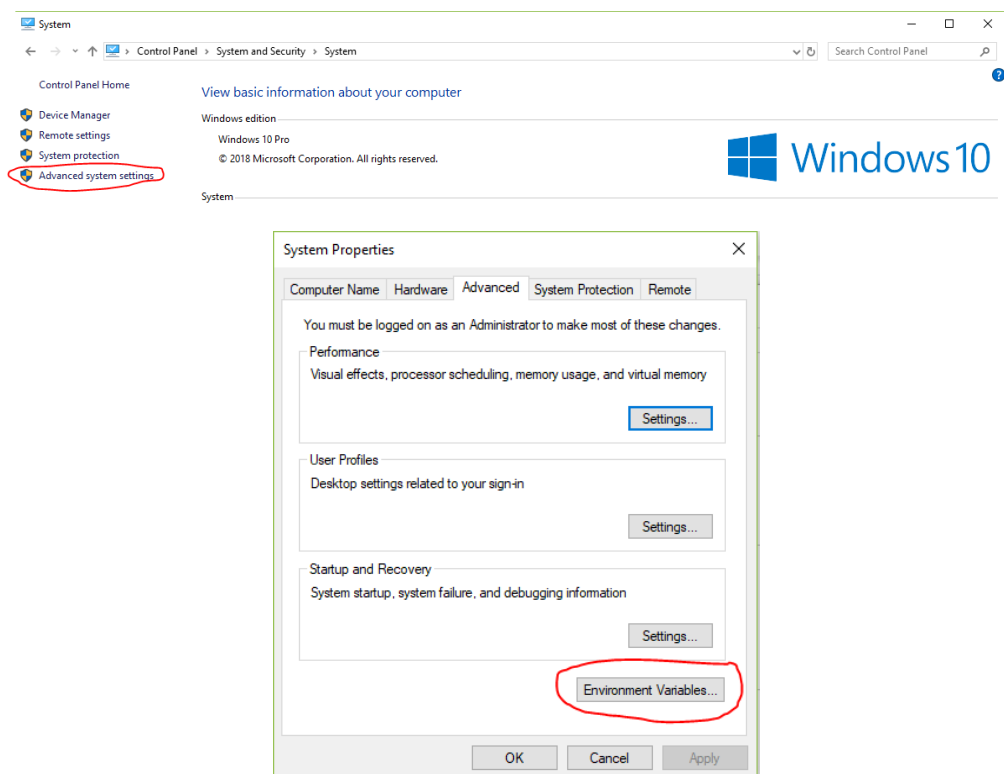 System
Control Panel › System and Security › System
Search Control Panel
Control Panel Home
Device Manager
Remote settings
System protection
Advanced system settings
View basic information about your computer
Windows edition
Windows 10 Pro
© 2018 Microsoft Corporation. All rights reserved.
Windows 10
System
System Properties
Computer Name
Hardware
Advanced
System Protection
Remote
You must be logged on as an Administrator to make most of these changes.
Performance
Visual effects, processor scheduling, memory usage, and virtual memory
Settings...
User Profiles
Desktop settings related to your sign-in
Settings...
Startup and Recovery
System startup, system failure, and debugging information
Settings...
Environment Variables...
OK
Cancel
Apply